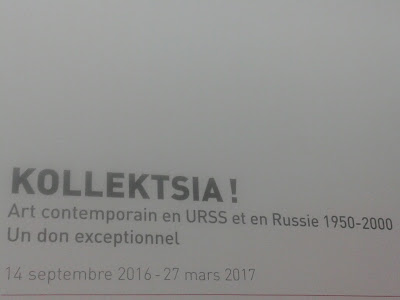 KOLLEKTSIA !
Art contemporain en URSS et en Russie 1950-2000
Un don exceptionnel
14 septembre 2016 - 27 mars 2017